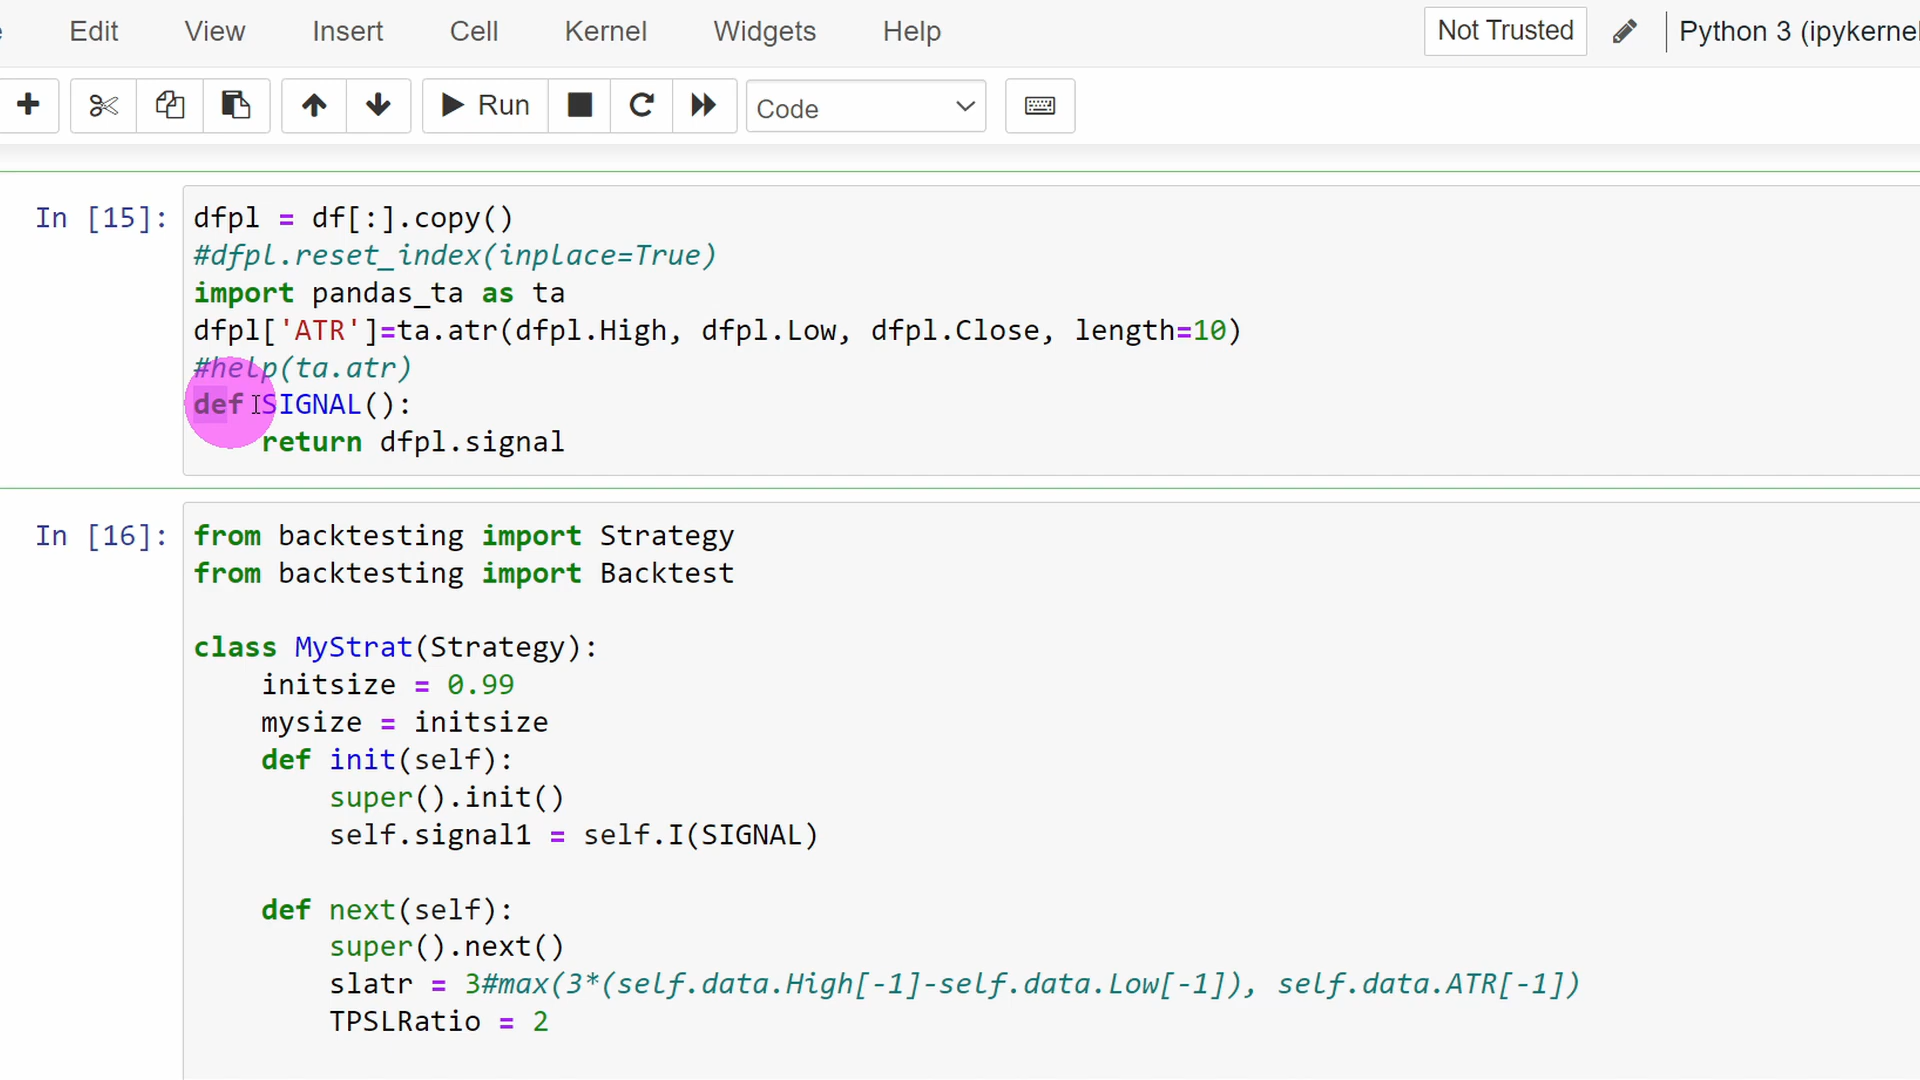 Edit View Insert Cell Kernel Widgets Help Not Trusted Python 3 (ipykernel
Run Code
In [15]:
dfpl = df[:].copy()
#dfpl.reset_index(inplace=True)
import pandas_ta as ta
dfpl['ATR']=ta.atr(dfpl.High, dfpl.Low, dfpl.Close, length=10)
#help(ta.atr)
def SIGNAL():
    return dfpl.signal
In [16]:
from backtesting import Strategy
from backtesting import Backtest
class MyStrat(Strategy):
    initsize = 0.99
    mysize = initsize
    def init(self):
        super().init()
        self.signal1 = self.I(SIGNAL)
    def next(self):
        super().next()
        slatr = 3#max(3*(self.data.High[-1]-self.data.Low[-1]), self.data.ATR[-1])
        TPSLRatio = 2